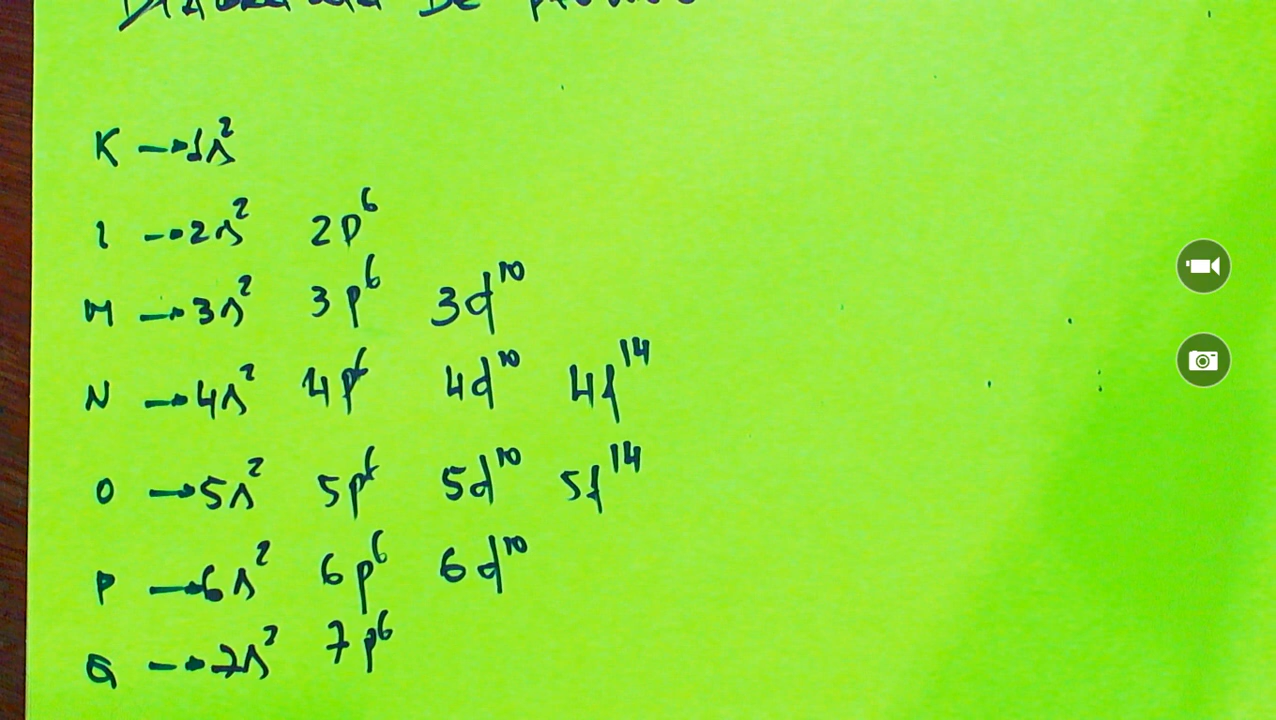 DE
K → 1s²
l → 2s² 2p⁶
M → 3s² 3p⁶ 3d¹⁰
N → 4s² 4p⁶ 4d¹⁰ 4f¹⁴
O → 5s² 5p⁶ 5d¹⁰ 5f¹⁴
P → 6s² 6p⁶ 6d¹⁰
Q → 7s² 7p⁶